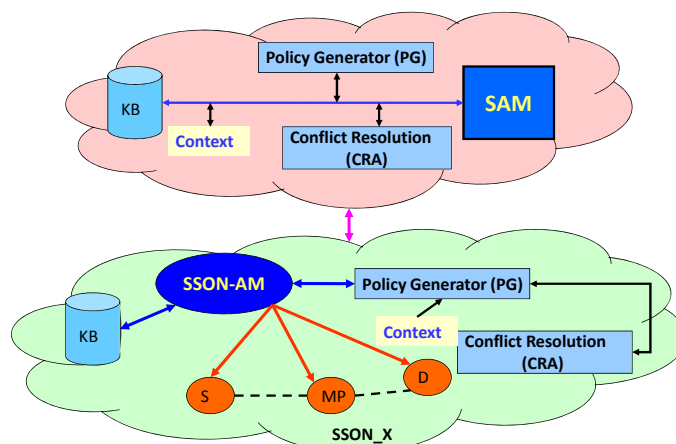 Policy Generator (PG)
KB
SAM
Context
Conflict Resolution
(CRA)
SSON-AM
Policy Generator (PG)
KB
Context
Conflict Resolution
(CRA)
D
S
MP
SSON_X